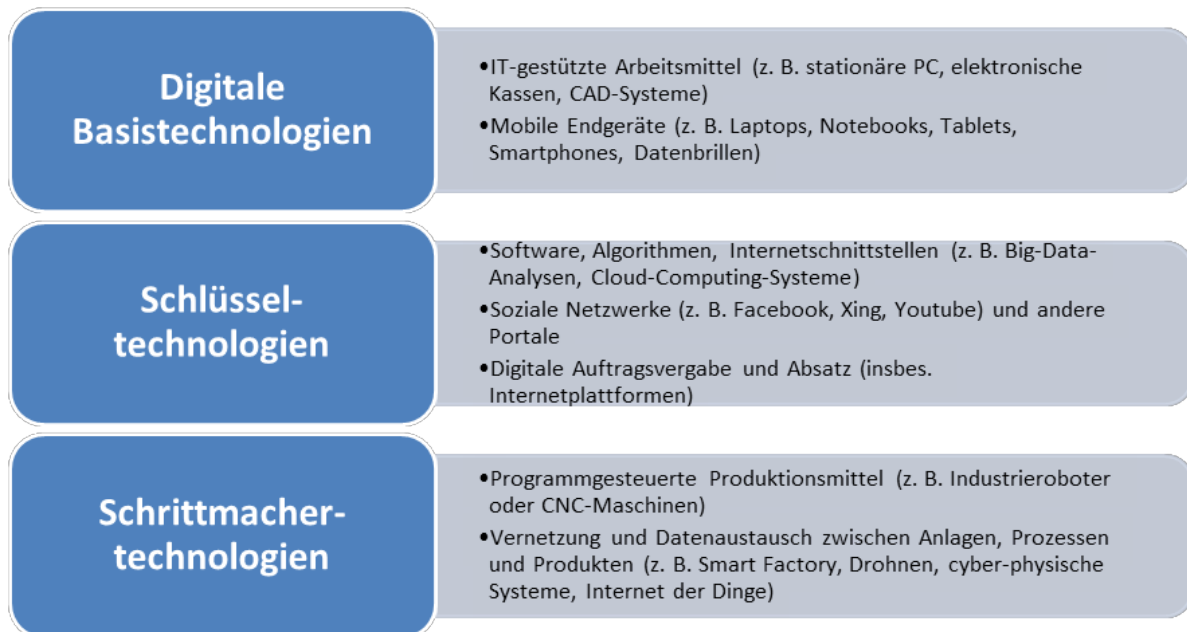 Digitale
Basistechnologien
•IT-gestützte Arbeitsmittel (z. B. stationäre PC, elektronische
Kassen, CAD-Systeme)
•Mobile Endgeräte (z. B. Laptops, Notebooks, Tablets,
Smartphones, Datenbrillen)
Schlüssel-
technologien
•Software, Algorithmen, Internetschnittstellen (z. B. Big-Data-
Analysen, Cloud-Computing-Systeme)
•Soziale Netzwerke (z. B. Facebook, Xing, Youtube) und andere
Portale
•Digitale Auftragsvergabe und Absatz (insbes.
Internetplattformen)
Schrittmacher-
technologien
•Programmgesteuerte Produktionsmittel (z. B. Industrieroboter
oder CNC-Maschinen)
•Vernetzung und Datenaustausch zwischen Anlagen, Prozessen
und Produkten (z. B. Smart Factory, Drohnen, cyber-physische
Systeme, Internet der Dinge)